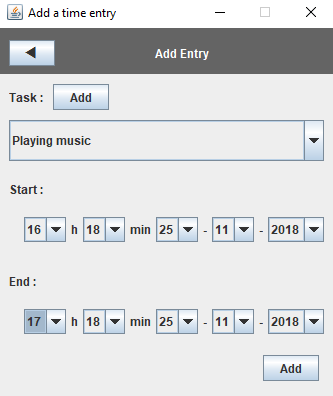 Add a time entry
Add Entry
Task : Add
Playing music
Start :
16 h 18 min 25 - 11 - 2018
End :
17 h 18 min 25 - 11 - 2018
Add